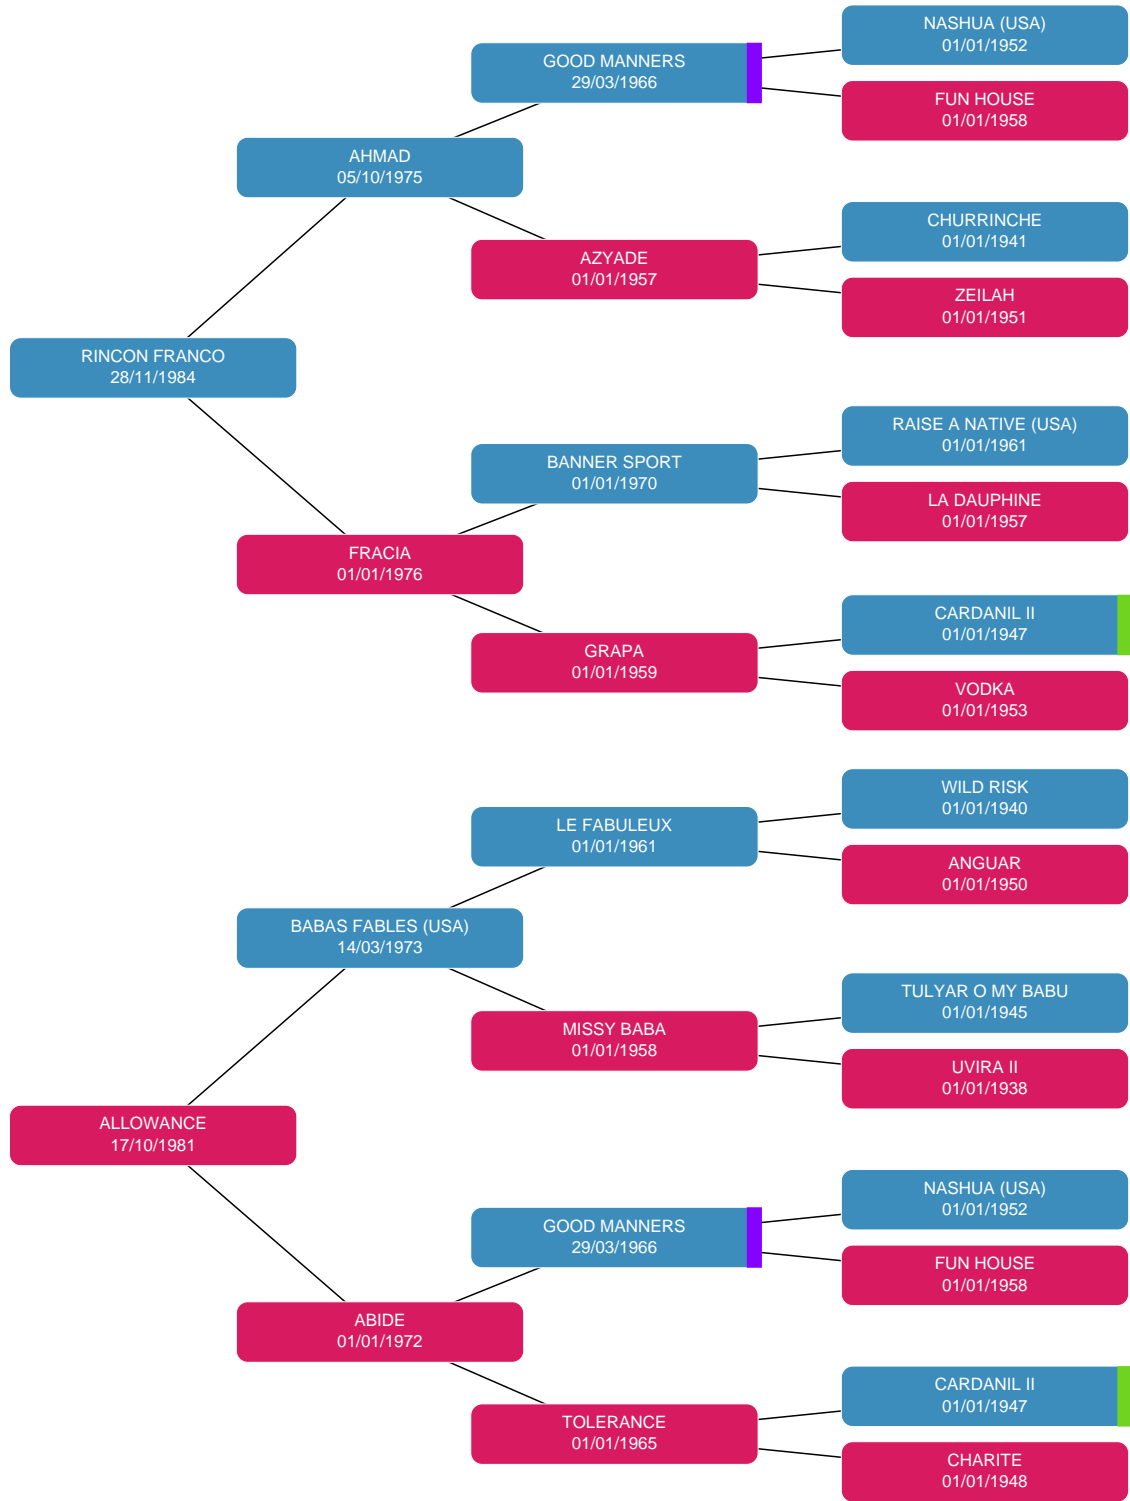 NASHUA (USA)
01/01/1952
GOOD MANNERS
29/03/1966
FUN HOUSE
01/01/1958
AHMAD
05/10/1975
CHURRINCHE
01/01/1941
AZYADE
01/01/1957
ZEILAH
01/01/1951
RINCON FRANCO
28/11/1984
RAISE A NATIVE (USA)
01/01/1961
BANNER SPORT
01/01/1970
LA DAUPHINE
01/01/1957
FRACIA
01/01/1976
CARDANIL II
01/01/1947
GRAPA
01/01/1959
VODKA
01/01/1953
WILD RISK
01/01/1940
LE FABULEUX
01/01/1961
ANGUAR
01/01/1950
BABAS FABLES (USA)
14/03/1973
TULYAR O MY BABU
01/01/1945
MISSY BABA
01/01/1958
UVIRA II
01/01/1938
ALLOWANCE
17/10/1981
NASHUA (USA)
01/01/1952
GOOD MANNERS
29/03/1966
FUN HOUSE
01/01/1958
ABIDE
01/01/1972
CARDANIL II
01/01/1947
TOLERANCE
01/01/1965
CHARITE
01/01/1948